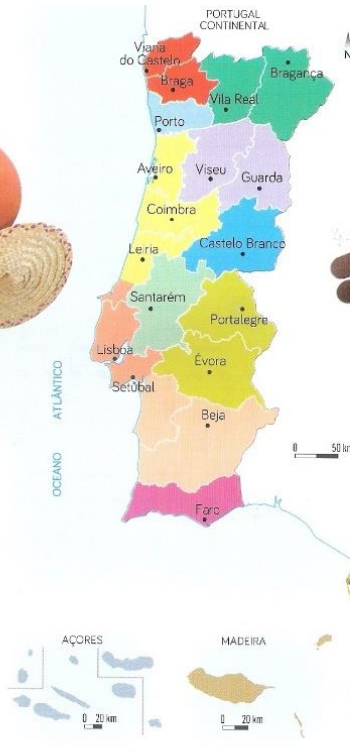 PORTUGAL
CONTINENTAL
Viana
do Castelo
Braga
Bragança
Vila Real
Porto
Aveiro
Viseu
Guarda
Coimbra
Castelo Branco
Leiria
Santarém
Portalegre
Lisboa
Évora
Setúbal
Beja
0 50 km
Faro
OCEANO ATLÂNTICO
AÇORES
0 20 km
MADEIRA
0 20 km